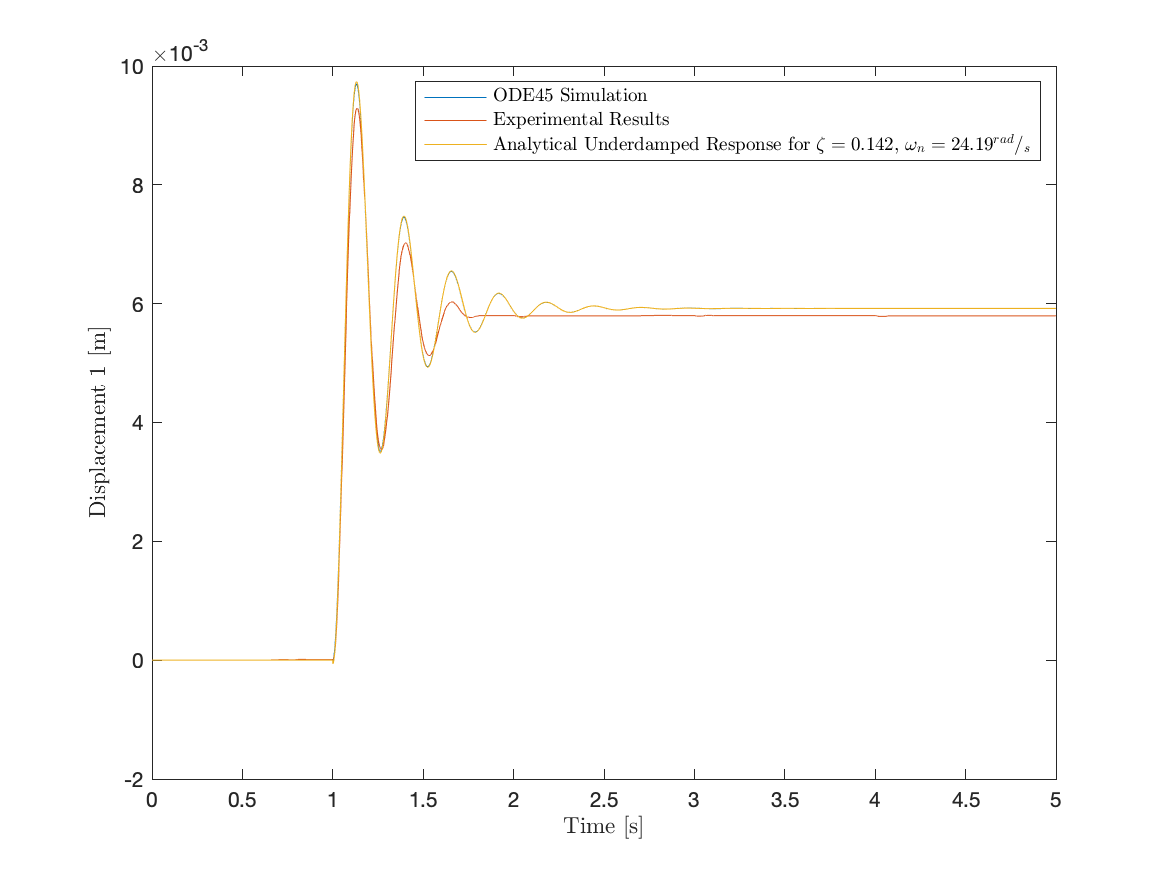 ×10-3
10
8
6
4
2
0
-2
Displacement 1 [m]
ODE45 Simulation
Experimental Results
Analytical Underdamped Response for ζ = 0.142, ωn = 24.19rad/s
0 0.5 1 1.5 2 2.5 3 3.5 4 4.5 5
Time [s]